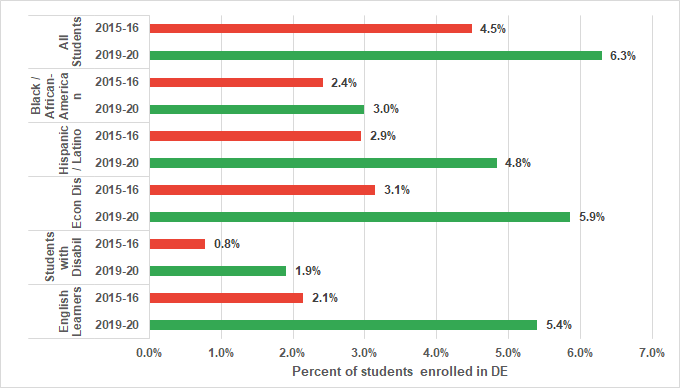 All
Students
2015-16
4.5%
2019-20
6.3%
Black /
African-
America
n
2015-16
2.4%
2019-20
3.0%
Hispanic
/ Latino
2015-16
2.9%
2019-20
4.8%
Econ Dis
2015-16
3.1%
2019-20
5.9%
Students
with
Disabil
2015-16
0.8%
2019-20
1.9%
English
Learners
2015-16
2.1%
2019-20
5.4%
0.0% 1.0% 2.0% 3.0% 4.0% 5.0% 6.0% 7.0%
Percent of students enrolled in DE